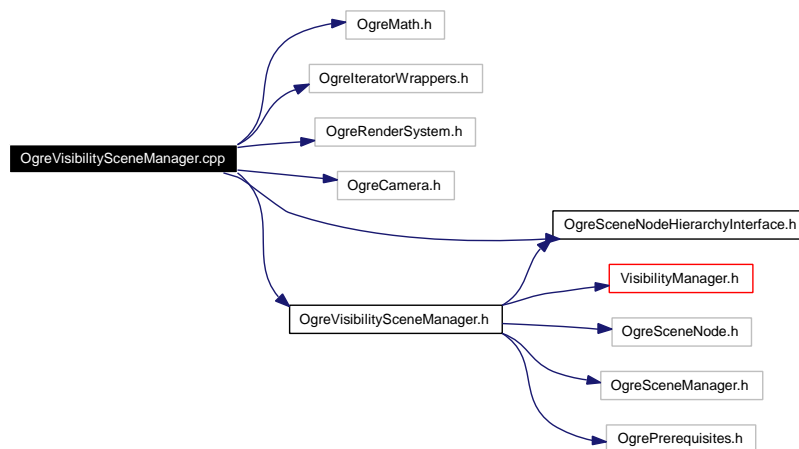 OgreMath.h
OgreIteratorWrappers.h
OgreRenderSystem.h
OgreVisibilitySceneManager.cpp
OgreCamera.h
OgreSceneNodeHierarchyInterface.h
VisibilityManager.h
OgreVisibilitySceneManager.h
OgreSceneNode.h
OgreSceneManager.h
OgrePrerequisites.h